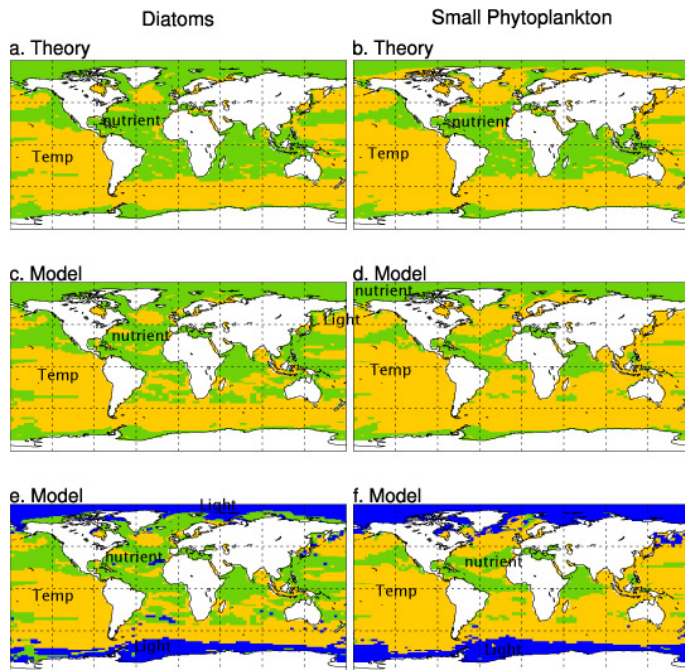 Diatoms
Small Phytoplankton
a. Theory
b. Theory
nutrient
nutrient
Temp
Temp
c. Model
d. Model
nutrient
Light
nutrient
Temp
Temp
e. Model
f. Model
Light
nutrient
nutrient
Temp
Temp
Light
Light